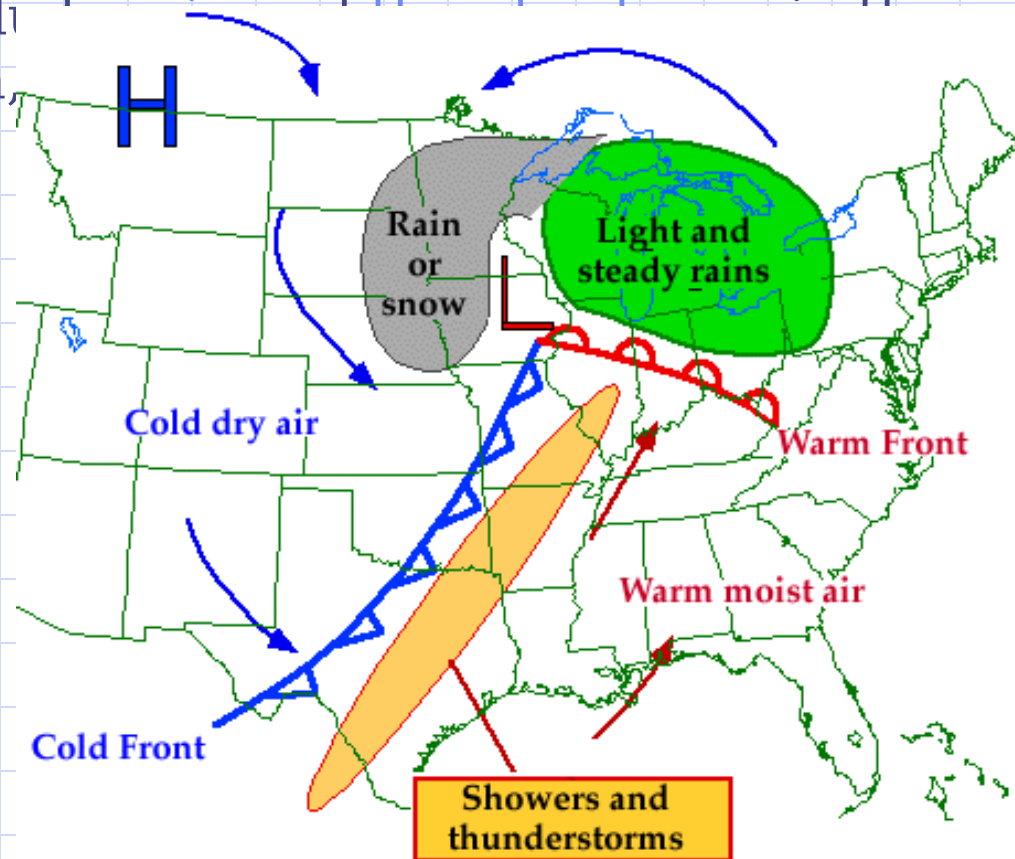 H
Rain
or
snow
Light and
steady rains
L
Cold dry air
Warm Front
Warm moist air
Cold Front
Showers and
thunderstorms